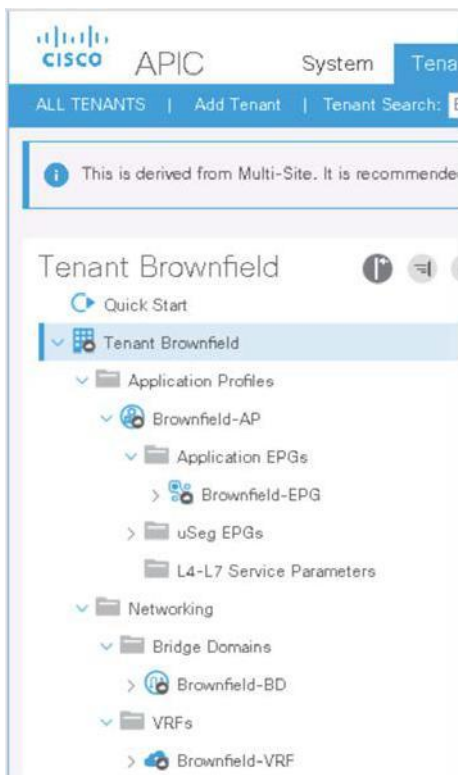 CISCO APIC System Tena
ALL TENANTS | Add Tenant | Tenant Search:
This is derived from Multi-Site. It is recommende
Tenant Brownfield
Quick Start
Tenant Brownfield
Application Profiles
Brownfield-AP
Application EPGs
Brownfield-EPG
uSeg EPGs
L4-L7 Service Parameters
Networking
Bridge Domains
Brownfield-BD
VRFs
Brownfield-VRF